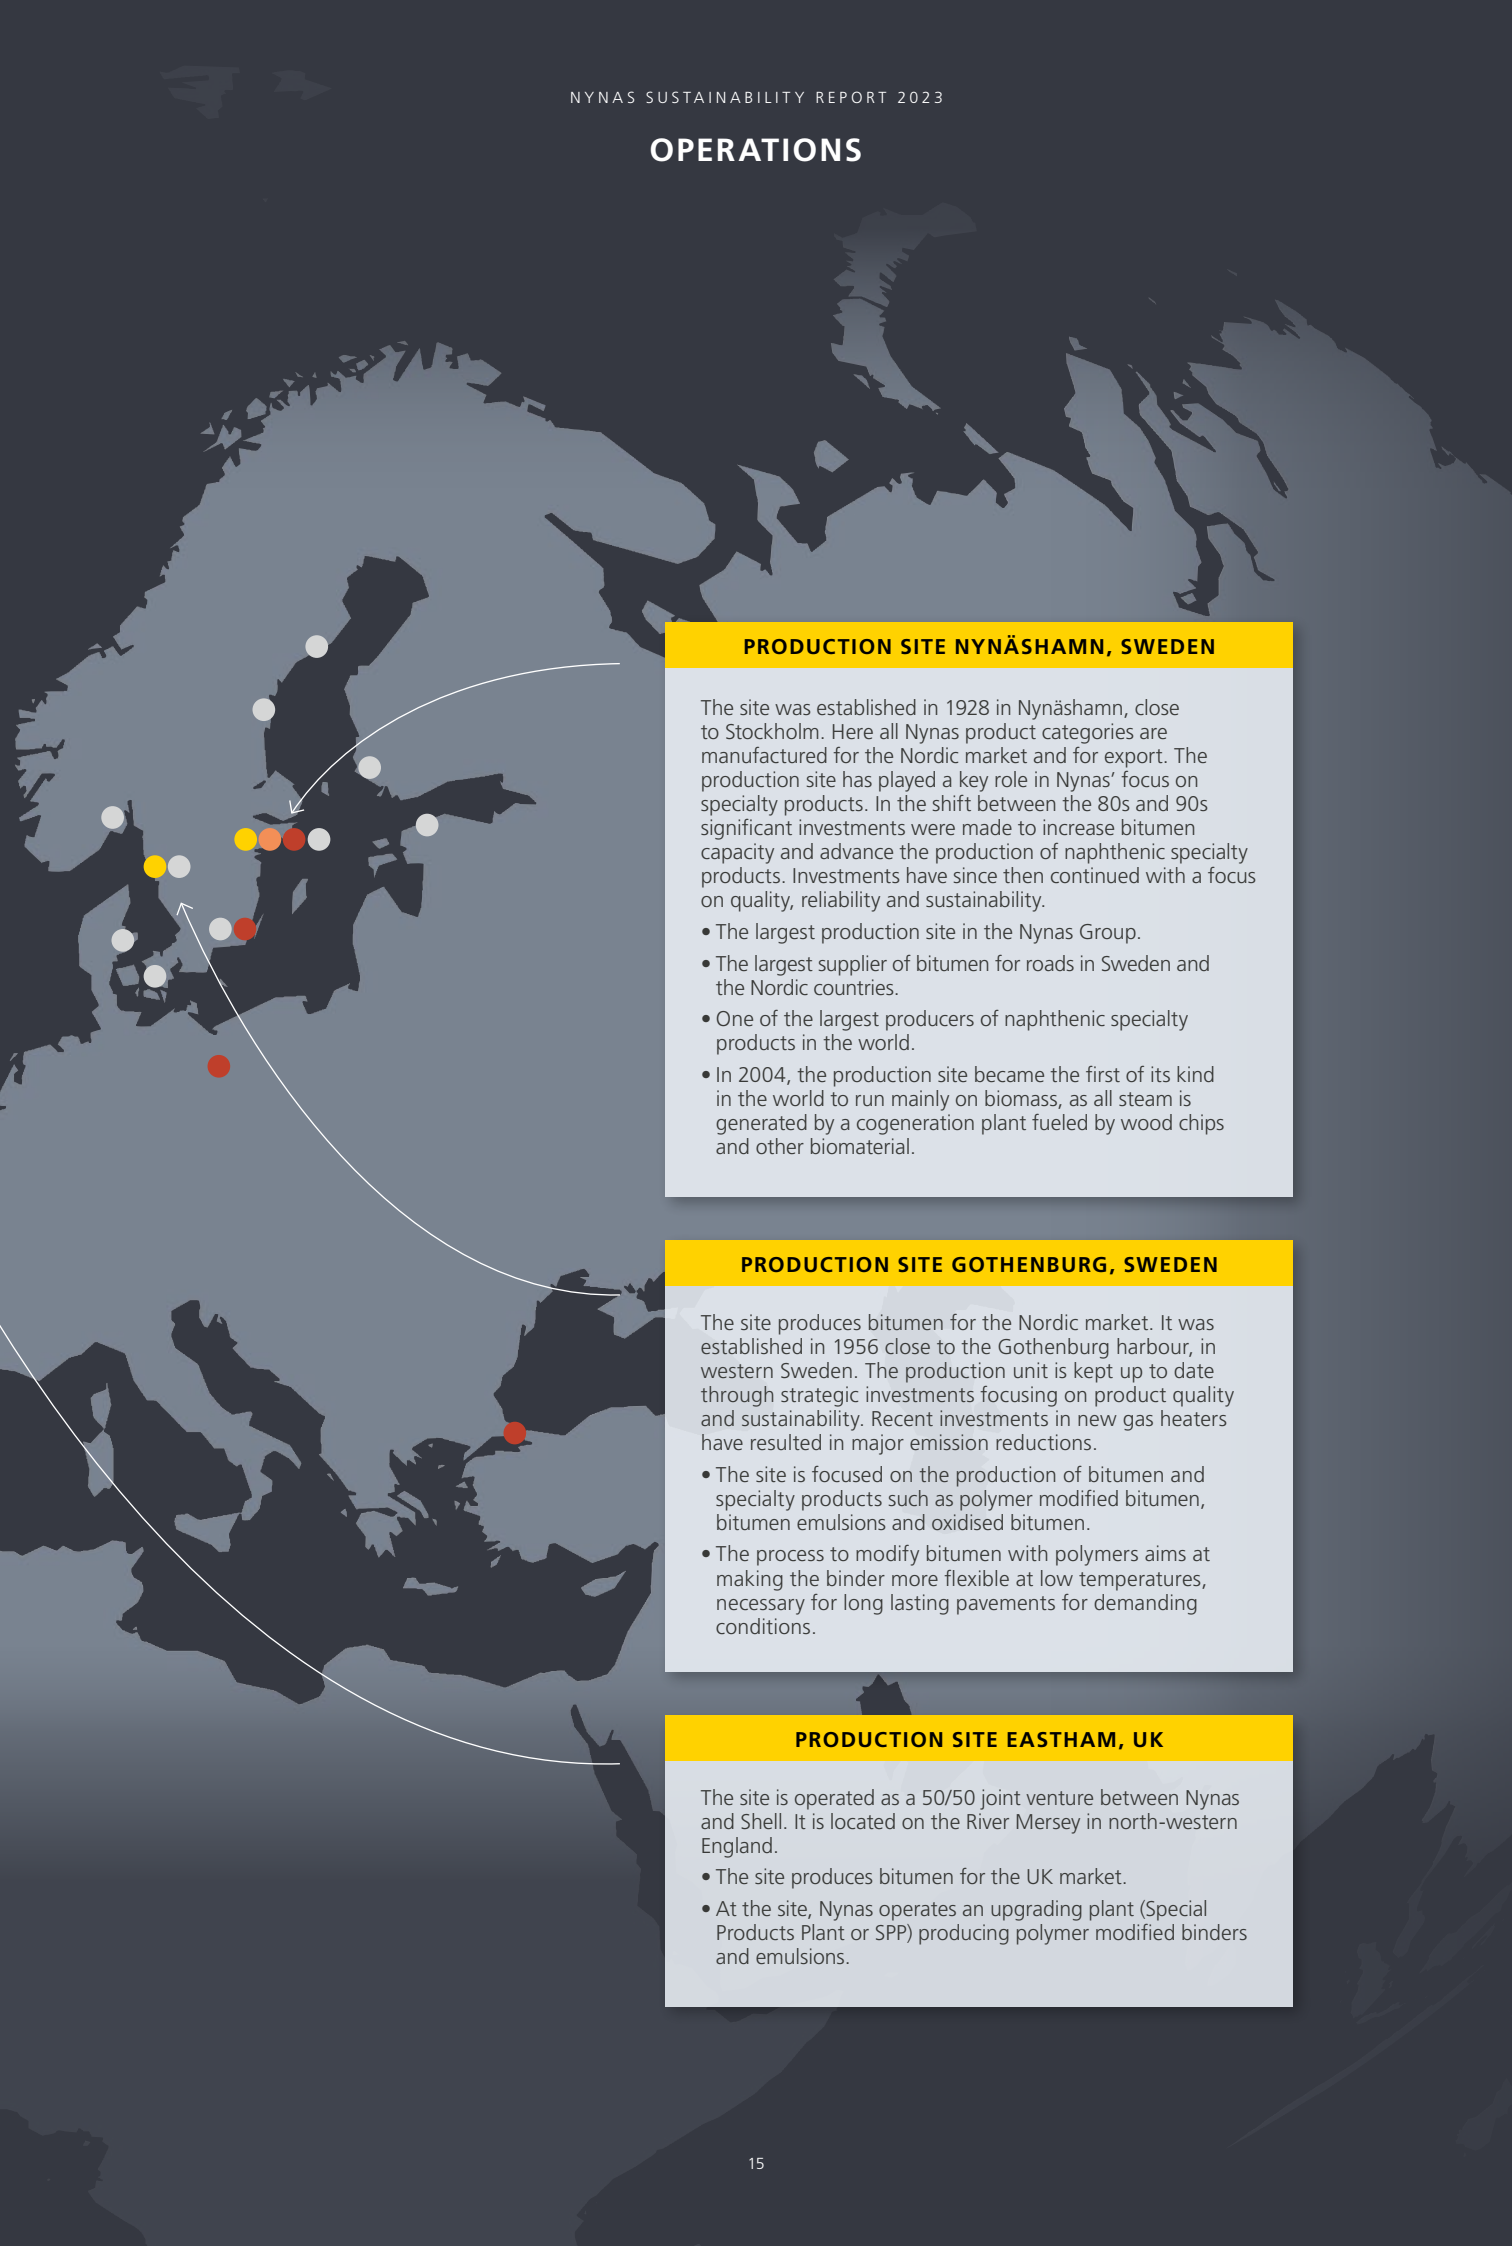 NYNAS SUSTAINABILITY REPORT 2023
OPERATIONS
PRODUCTION SITE NYNÄSHAMN, SWEDEN
The site was established in 1928 in Nynäshamn, close
to Stockholm. Here all Nynas product categories are
manufactured for the Nordic market and for export. The
production site has played a key role in Nynas’ focus on
specialty products. In the shift between the 80s and 90s
significant investments were made to increase bitumen
capacity and advance the production of naphthenic specialty
products. Investments have since then continued with a focus
on quality, reliability and sustainability.
• The largest production site in the Nynas Group.
• The largest supplier of bitumen for roads in Sweden and
the Nordic countries.
• One of the largest producers of naphthenic specialty
products in the world.
• In 2004, the production site became the first of its kind
in the world to run mainly on biomass, as all steam is
generated by a cogeneration plant fueled by wood chips
and other biomaterial.
PRODUCTION SITE GOTHENBURG, SWEDEN
The site produces bitumen for the Nordic market. It was
established in 1956 close to the Gothenburg harbour, in
western Sweden. The production unit is kept up to date
through strategic investments focusing on product quality
and sustainability. Recent investments in new gas heaters
have resulted in major emission reductions.
• The site is focused on the production of bitumen and
specialty products such as polymer modified bitumen,
bitumen emulsions and oxidised bitumen.
• The process to modify bitumen with polymers aims at
making the binder more flexible at low temperatures,
necessary for long lasting pavements for demanding
conditions.
PRODUCTION SITE EASTHAM, UK
The site is operated as a 50/50 joint venture between Nynas
and Shell. It is located on the River Mersey in north-western
England.
• The site produces bitumen for the UK market.
• At the site, Nynas operates an upgrading plant (Special
Products Plant or SPP) producing polymer modified binders
and emulsions.
15